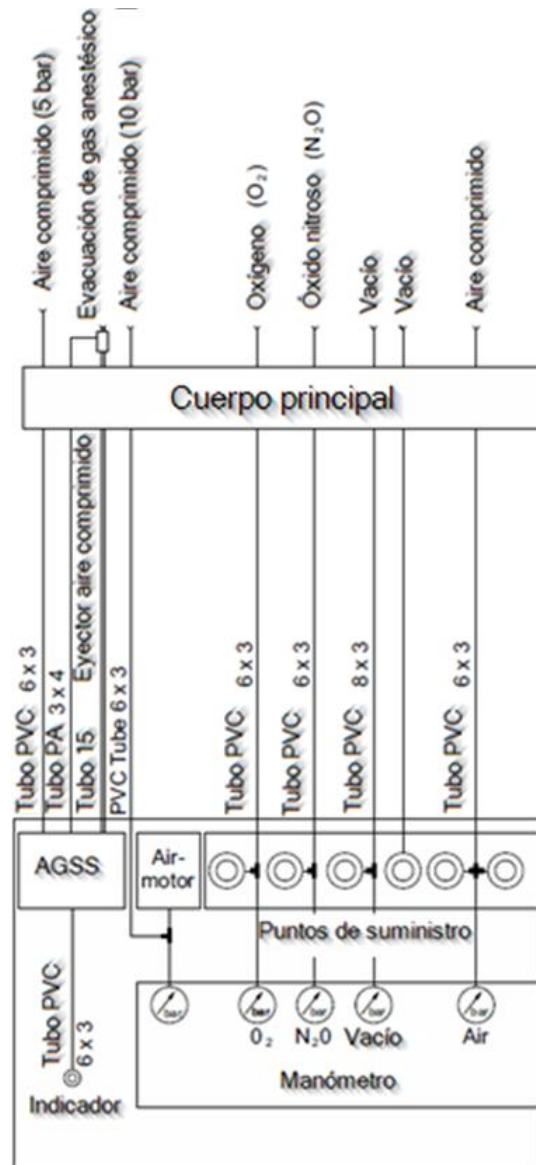 Aire comprimido (5 bar)
Evacuación de gas anestésico
Aire comprimido (10 bar)
Oxígeno (O₂)
Óxido nitroso (N₂O)
Vacío
Vacío
Aire comprimido
Cuerpo principal
Tubo PVC 6 x 3
Tubo PA 3 x 4
Tubo 15 Eyector aire comprimido
PVC Tube 6 x 3
Tubo PVC 6 x 3
Tubo PVC 6 x 3
Tubo PVC 8 x 3
Tubo PVC 6 x 3
AGSS
Air-
motor
Puntos de suministro
Tubo PVC
6 x 3
Indicador
bar
bar
bar
bar
bar
0₂
N₂0
Vacío
Air
Manómetro